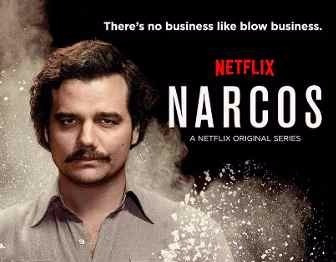 There's no business like blow business.
NETFLIX
NARCOS
A NETFLIX ORIGINAL SERIES